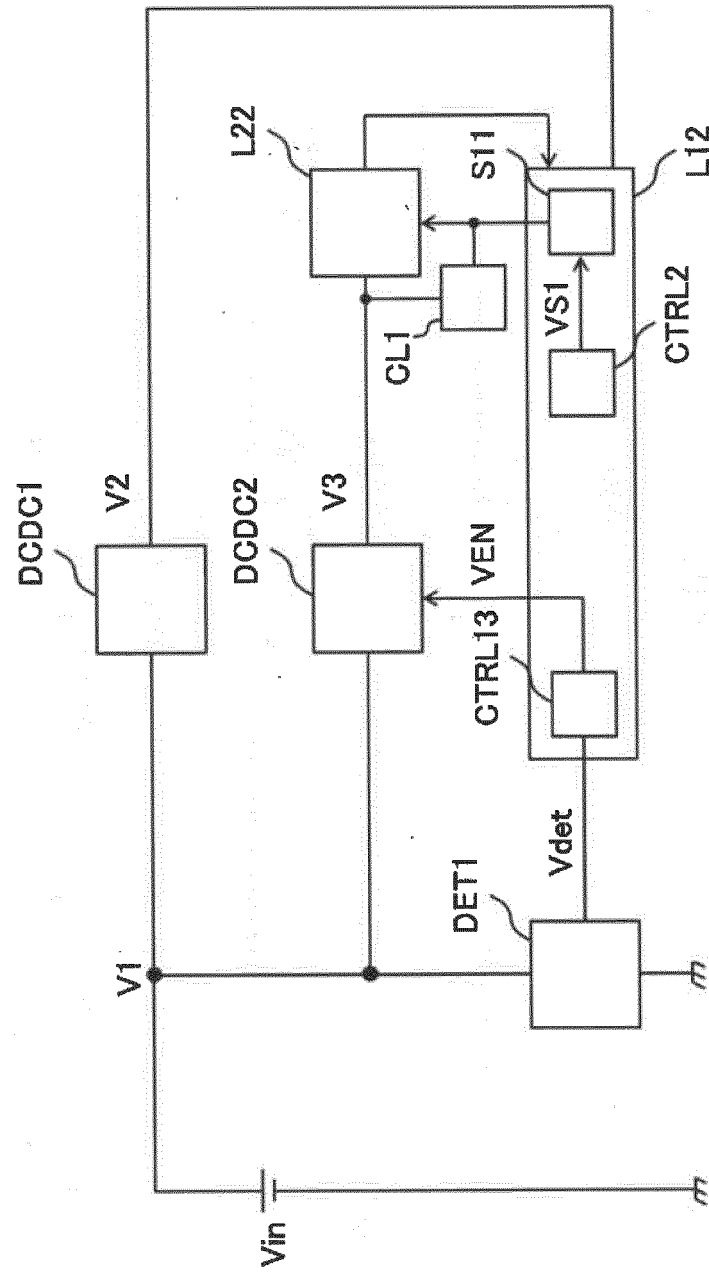 DCDC1
V2
V1
L22
DCDC2
V3
S11
CL1
VS1
L12
CTRL2
VEN
CTRL13
Vdet
DET1
Vin